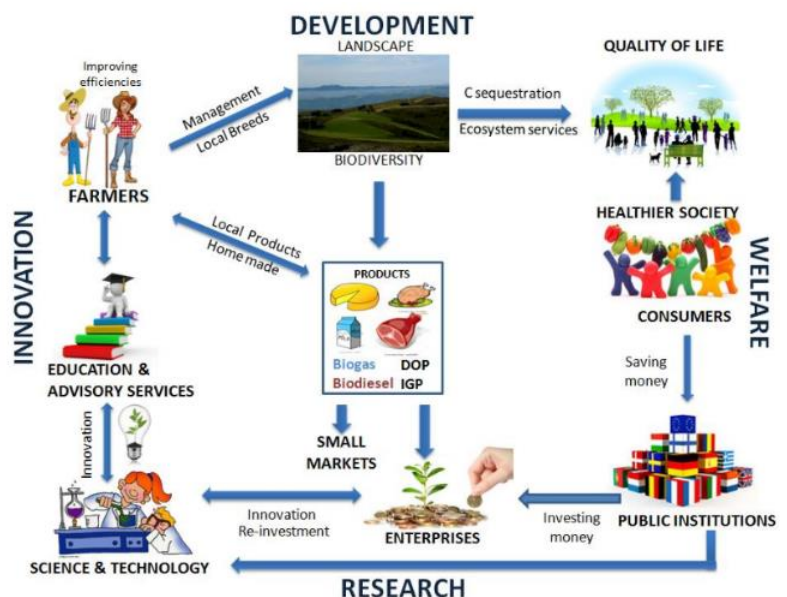 DEVELOPMENT
LANDSCAPE
QUALITY OF LIFE
Improving
efficiencies
Management
Local Breeds
C sequestration
Ecosystem services
BIODIVERSITY
FARMERS
INNOVATION
Local Products
Home made
HEALTHIER SOCIETY
WELFARE
PRODUCTS
MILK
CONSUMERS
Biogas DOP
Biodiesel IGP
EDUCATION &
ADVISORY SERVICES
Saving
money
Innovation
SMALL
MARKETS
Innovation
Re-investment
ENTERPRISES
Investing
money
PUBLIC INSTITUTIONS
SCIENCE & TECHNOLOGY
RESEARCH